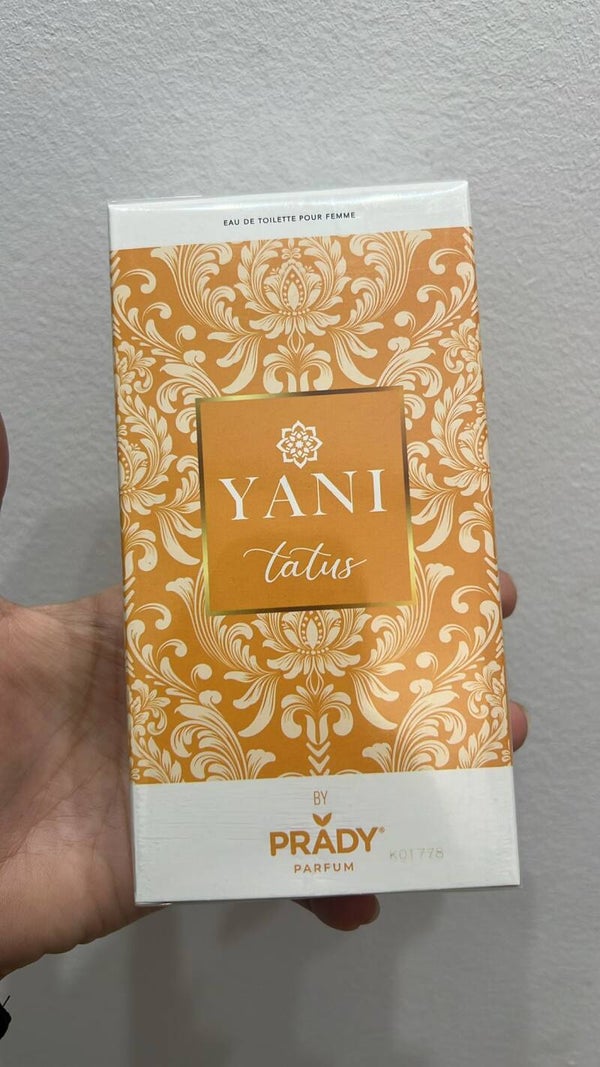 EAU DE TOILETTE POUR FEMME
YANI
tatus
BY
PRADY®
PARFUM
K01778